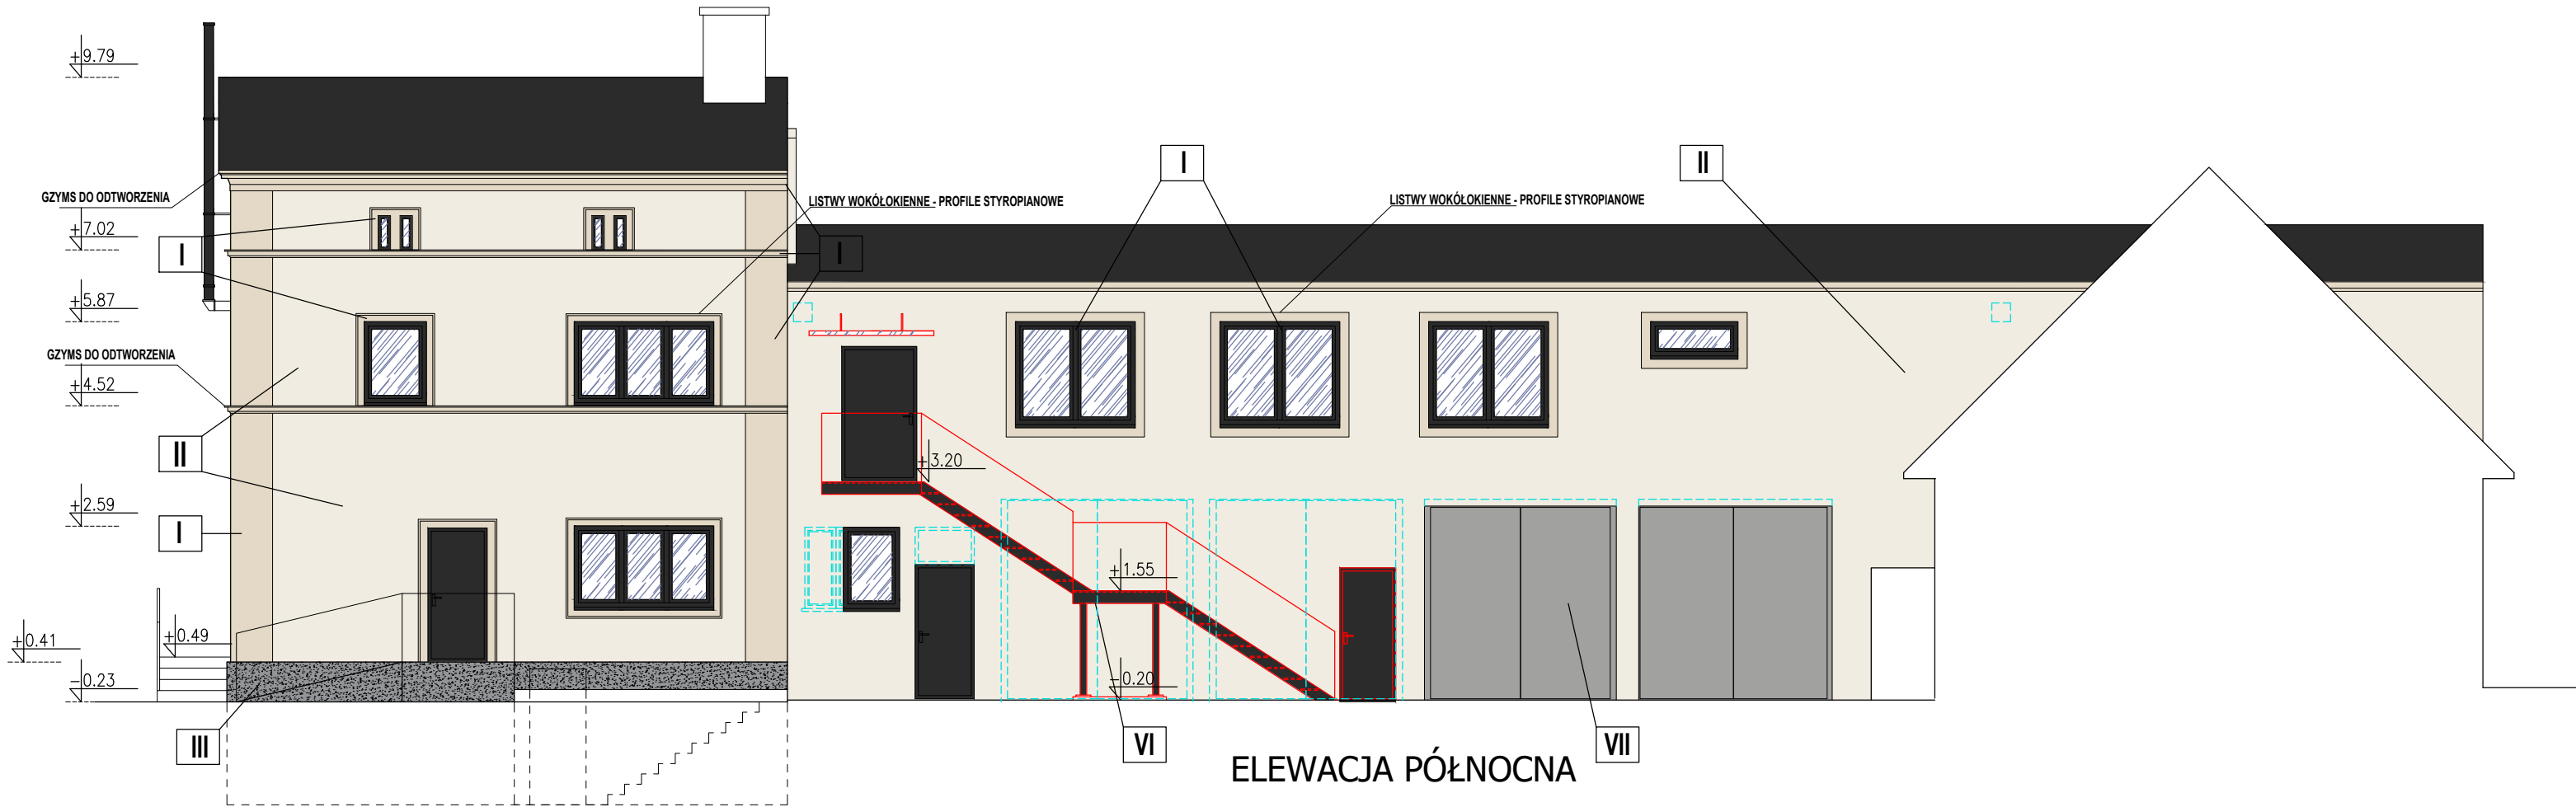 +9.79
GZYMS DO ODTWORZENIA
+7.02
I
LISTWY WOKÓŁOKIENNE - PROFILE STYROPIANOWE
I
I
LISTWY WOKÓŁOKIENNE - PROFILE STYROPIANOWE
II
+5.87
GZYMS DO ODTWORZENIA
+4.52
II
+3.20
+2.59
I
+1.55
+0.49
+0.41
-0.23
-0.20
III
VI
VII
ELEWACJA PÓŁNOCNA